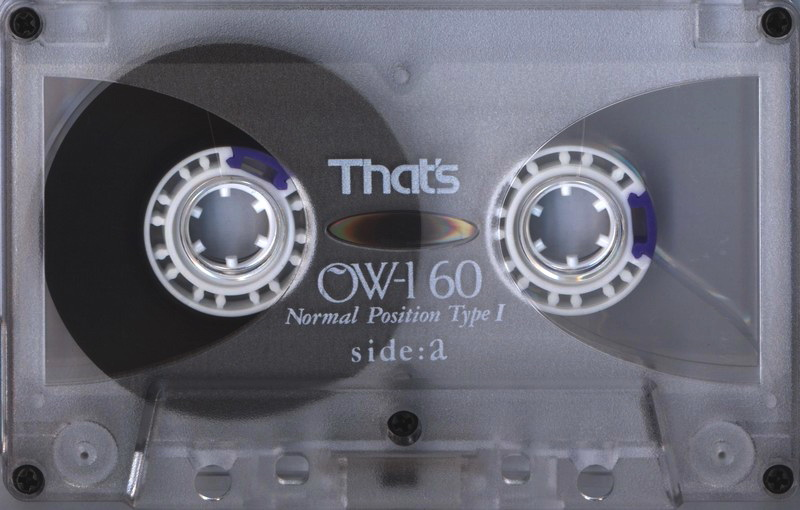 That's
OW-I 60
Normal Position Type I
side:a